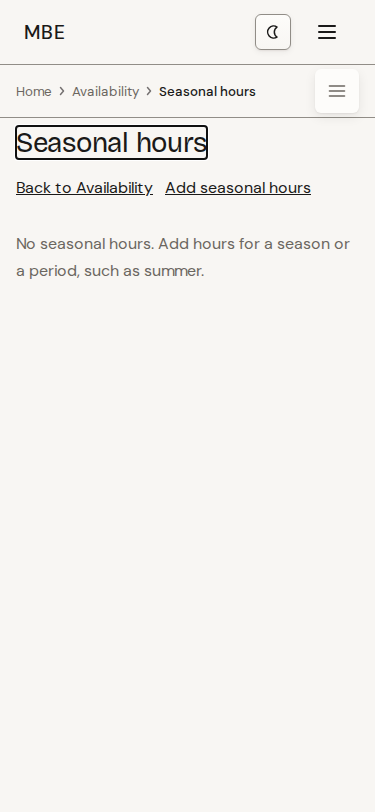 MBE
Home > Availability > Seasonal hours
Seasonal hours
Back to Availability Add seasonal hours
No seasonal hours. Add hours for a season or
a period, such as summer.